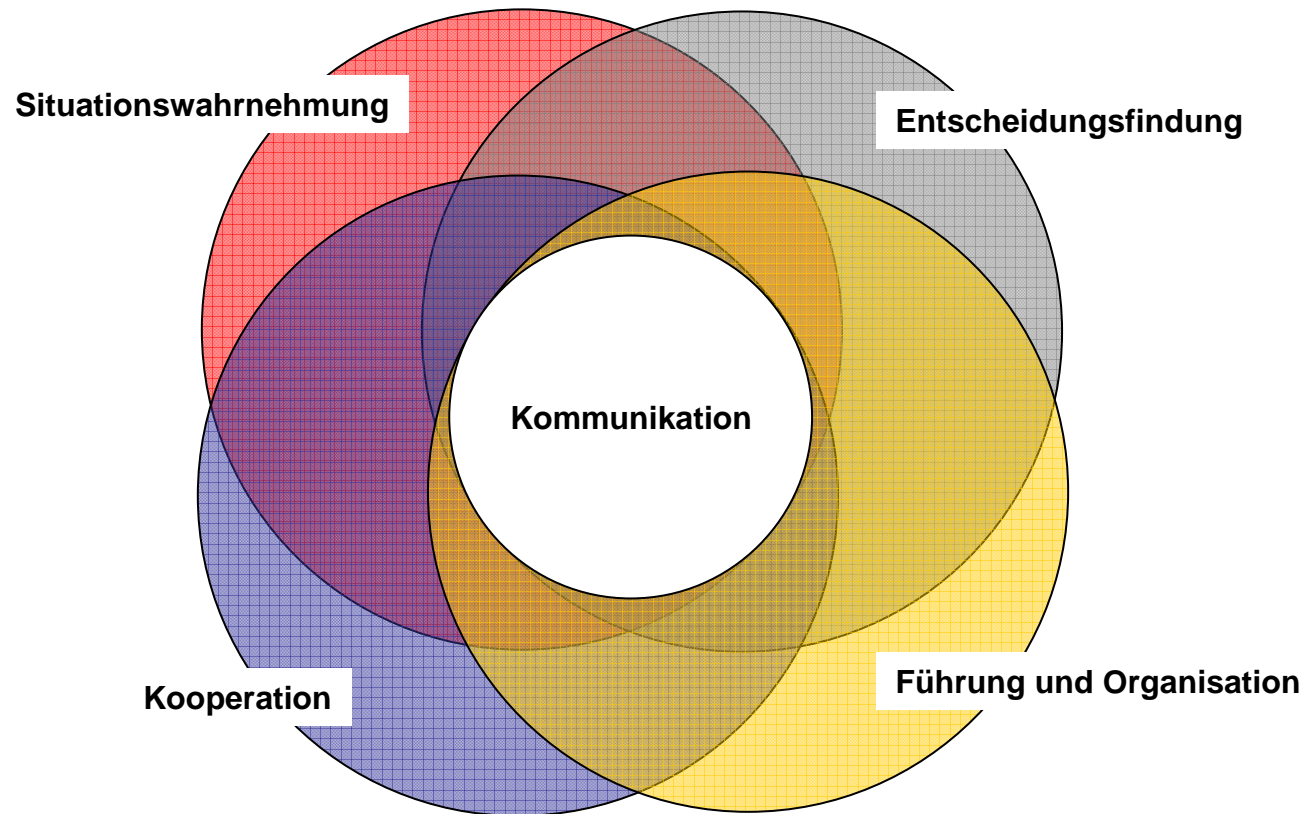 Situationswahrnehmung
Entscheidungsfindung
Kommunikation
Kooperation
Führung und Organisation